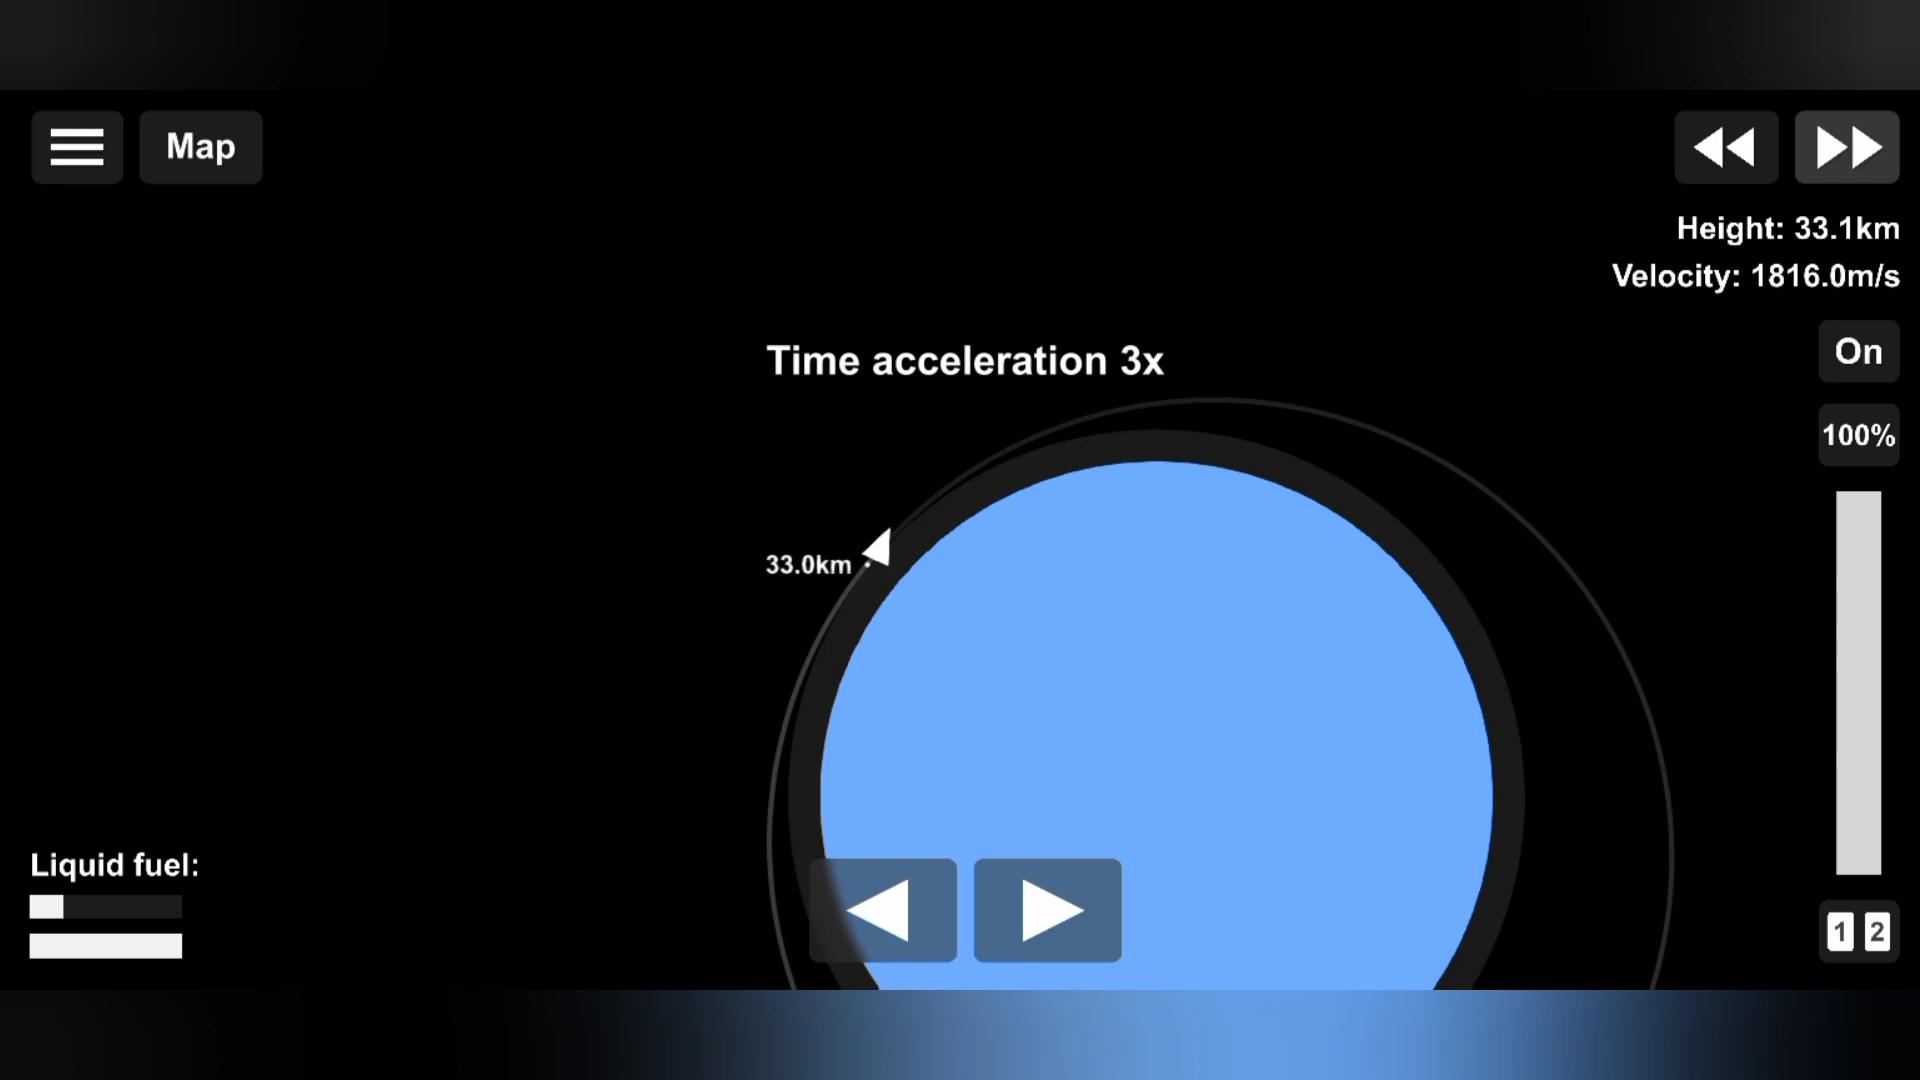 Map
Height: 33.1km
Velocity: 1816.0m/s
Time acceleration 3x
On
100%
33.0km
Liquid fuel:
1 2